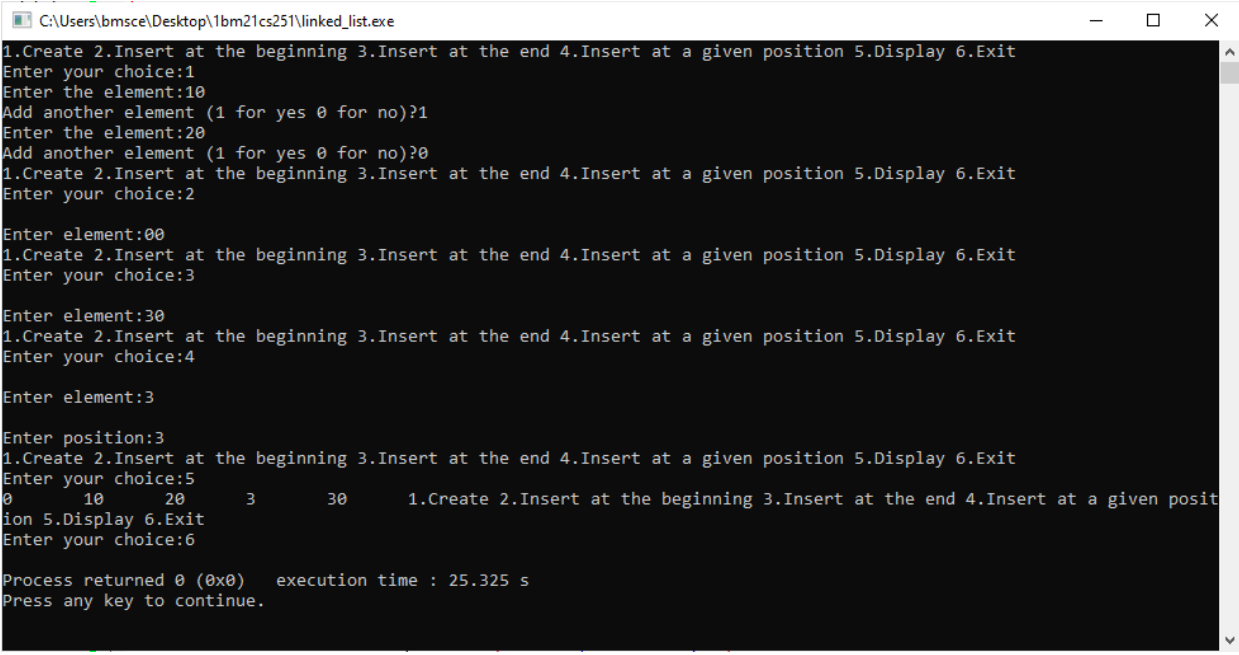 C:\Users\bmsce\Desktop\1bm21cs251\linked_list.exe
1.Create 2.Insert at the beginning 3.Insert at the end 4.Insert at a given position 5.Display 6.Exit
Enter your choice:1
Enter the element:10
Add another element (1 for yes 0 for no)?1
Enter the element:20
Add another element (1 for yes 0 for no)?0
1.Create 2.Insert at the beginning 3.Insert at the end 4.Insert at a given position 5.Display 6.Exit
Enter your choice:2

Enter element:00
1.Create 2.Insert at the beginning 3.Insert at the end 4.Insert at a given position 5.Display 6.Exit
Enter your choice:3

Enter element:30
1.Create 2.Insert at the beginning 3.Insert at the end 4.Insert at a given position 5.Display 6.Exit
Enter your choice:4

Enter element:3

Enter position:3
1.Create 2.Insert at the beginning 3.Insert at the end 4.Insert at a given position 5.Display 6.Exit
Enter your choice:5
0       10      20      3       30      1.Create 2.Insert at the beginning 3.Insert at the end 4.Insert at a given posit
ion 5.Display 6.Exit
Enter your choice:6

Process returned 0 (0x0)   execution time : 25.325 s
Press any key to continue.